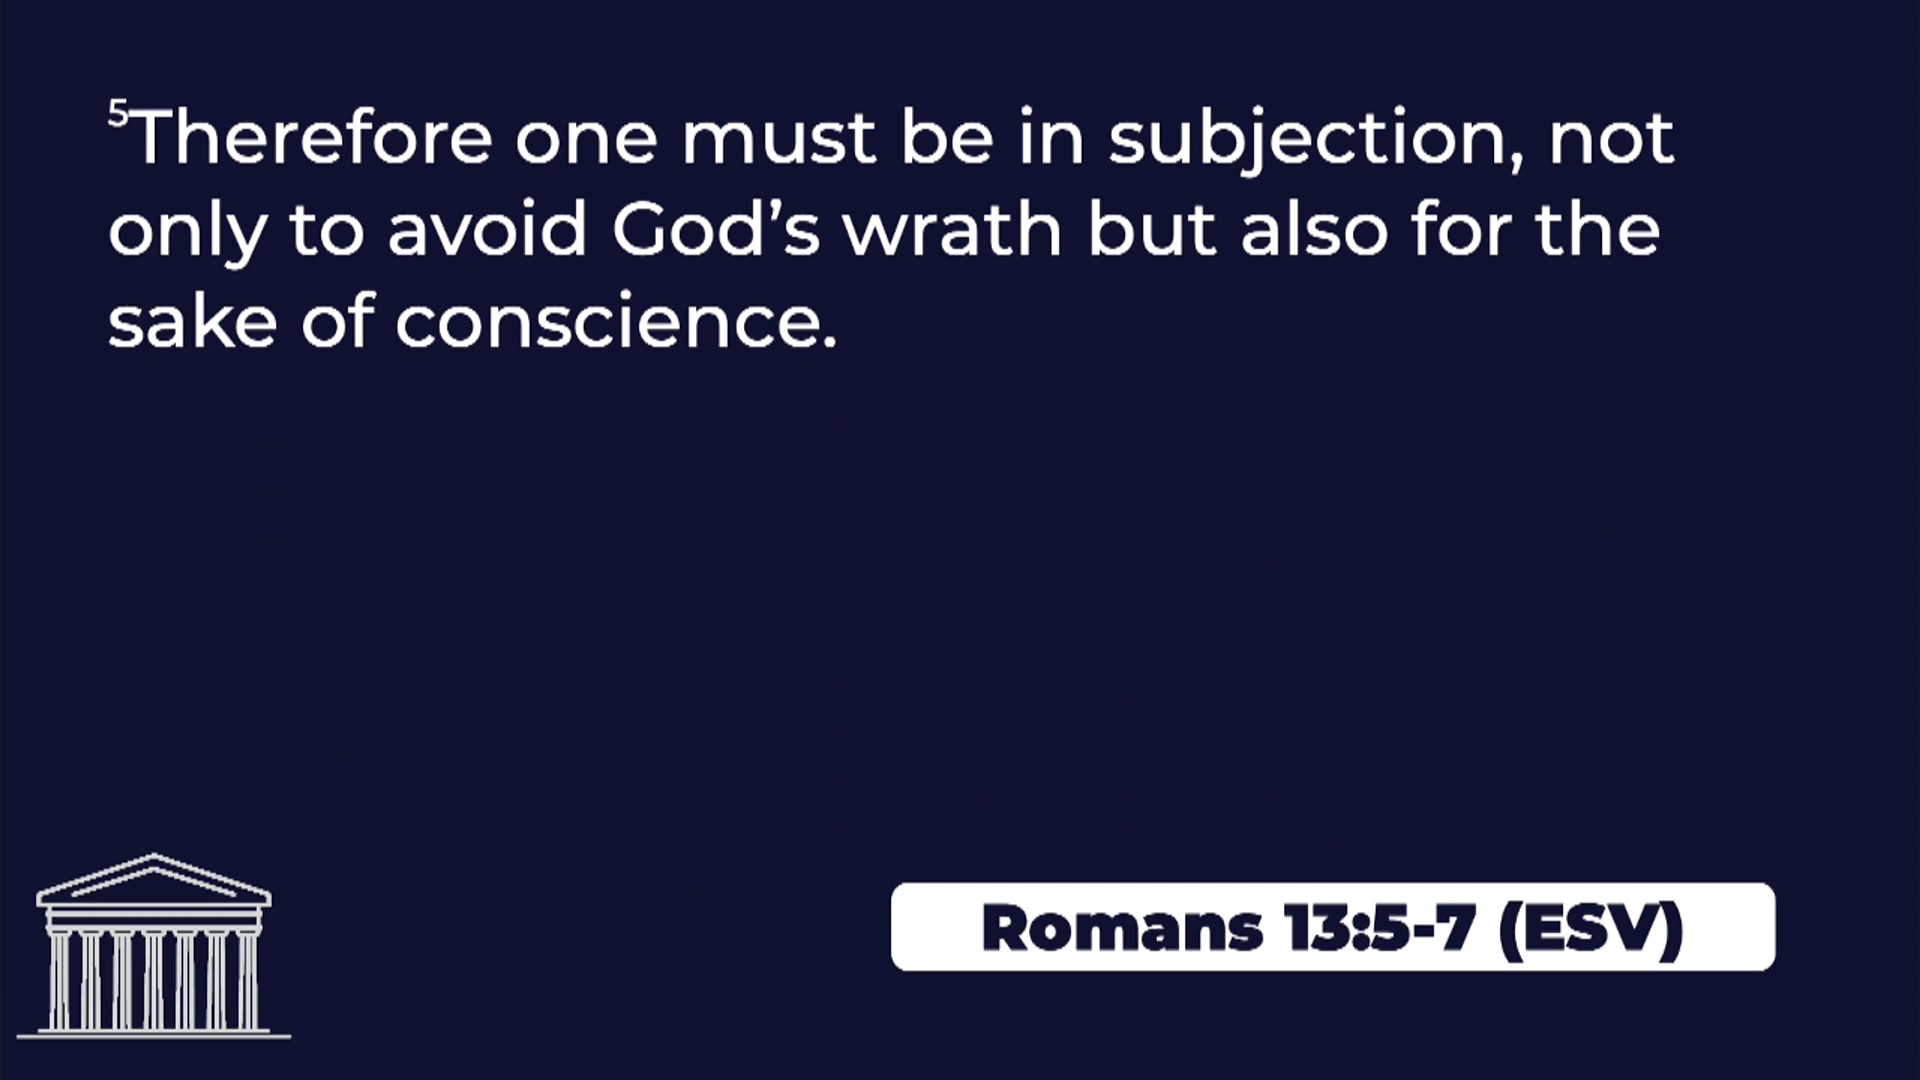 ⁵Therefore one must be in subjection, not
only to avoid God’s wrath but also for the
sake of conscience.
Romans 13:5-7 (ESV)